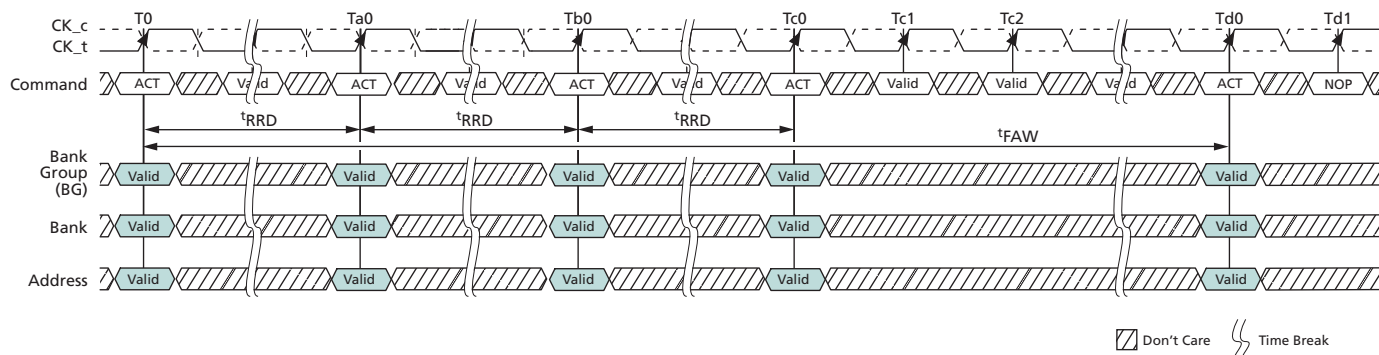 T0 Ta0 Tb0 Tc0 Tc1 Tc2 Td0 Td1
CK_c
CK_t
Command ACT Valid ACT Valid ACT Valid ACT Valid Valid Valid ACT NOP
tRRD tRRD tRRD
tFAW
Bank
Group
(BG)
Valid Valid Valid Valid Valid
Bank Valid Valid Valid Valid Valid
Address Valid Valid Valid Valid Valid
Don't Care Time Break